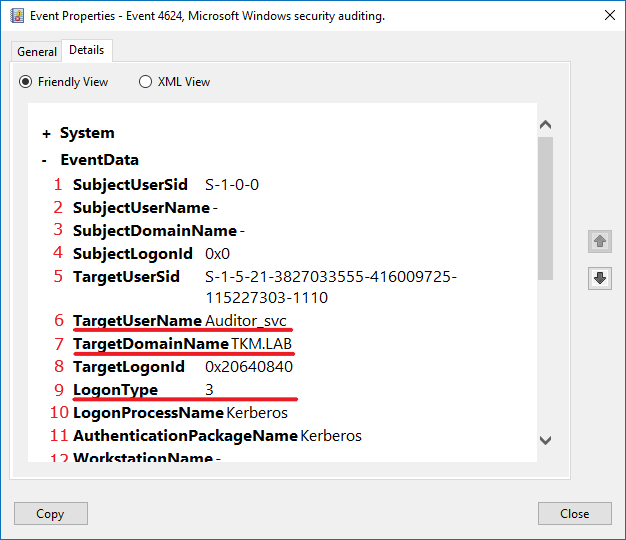 Event Properties - Event 4624, Microsoft Windows security auditing.
General Details
Friendly View XML View
+ System
- EventData
1 SubjectUserSid S-1-0-0
2 SubjectUserName -
3 SubjectDomainName -
4 SubjectLogonId 0x0
5 TargetUserSid S-1-5-21-3827033555-416009725-
115227303-1110
6 TargetUserName Auditor_svc
7 TargetDomainName TKM.LAB
8 TargetLogonId 0x20640840
9 LogonType 3
10 LogonProcessName Kerberos
11 AuthenticationPackageName Kerberos
12 WorkstationName -
Copy Close